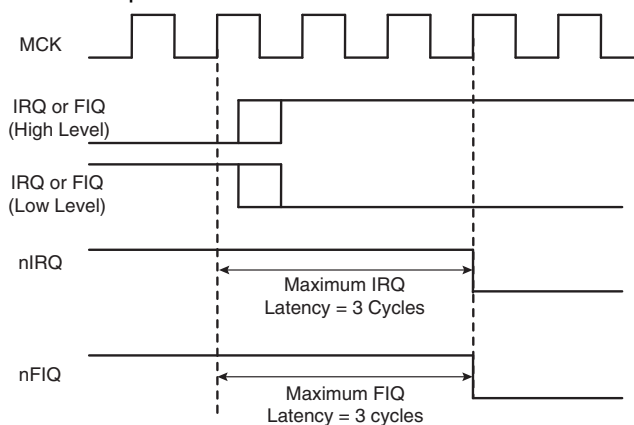 MCK
IRQ or FIQ
(High Level)
IRQ or FIQ
(Low Level)
nIRQ
Maximum IRQ
Latency = 3 Cycles
nFIQ
Maximum FIQ
Latency = 3 cycles